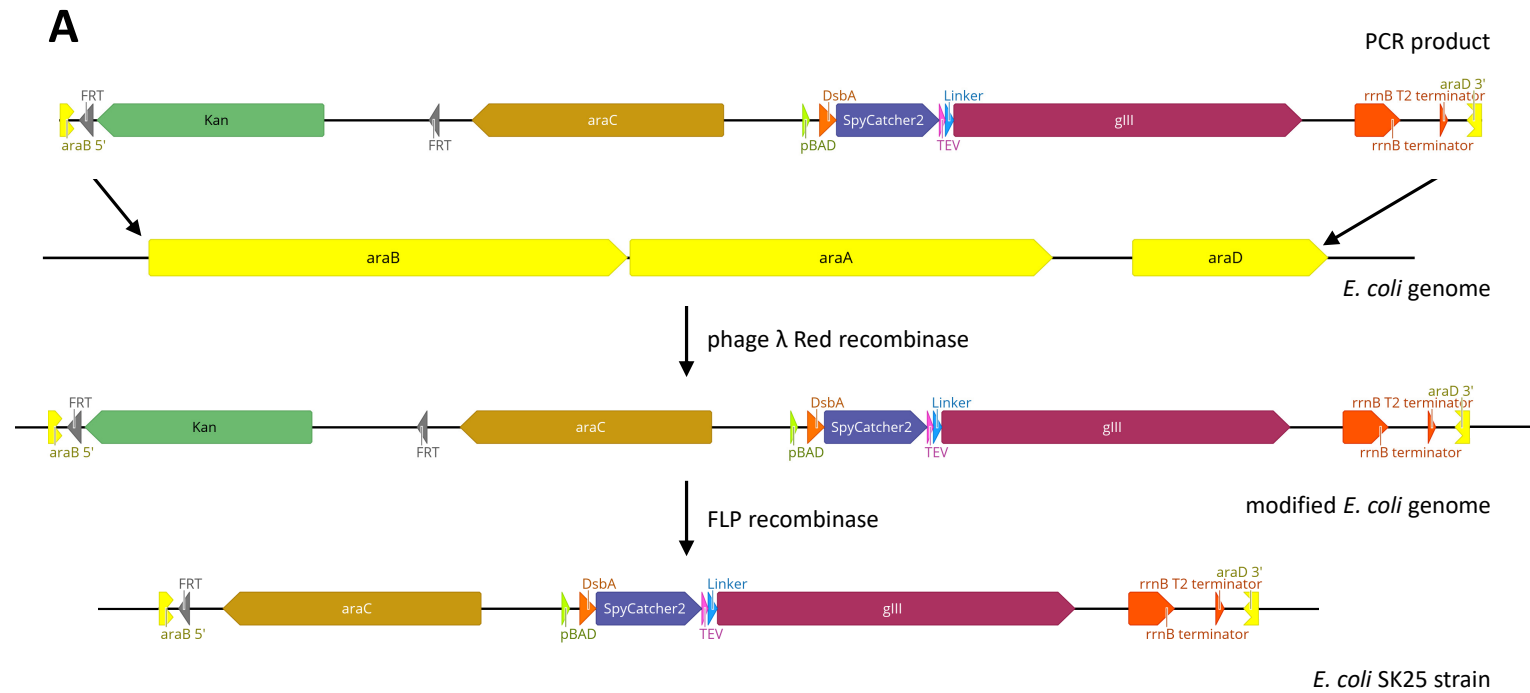 A
PCR product
araD 3'
FRT
DsbA
Linker
rrnB T2 terminator
Kan
araC
SpyCatcher2
gIII
araB 5'
FRT
pBAD
TEV
rrnB terminator
araB
araA
araD
E. coli genome
phage λ Red recombinase
araD 3'
FRT
DsbA
Linker
rrnB T2 terminator
Kan
araC
SpyCatcher2
gIII
araB 5'
FRT
pBAD
TEV
rrnB terminator
modified E. coli genome
FLP recombinase
araD 3'
FRT
DsbA
Linker
rrnB T2 terminator
araC
SpyCatcher2
gIII
araB 5'
pBAD
TEV
rrnB terminator
E. coli SK25 strain